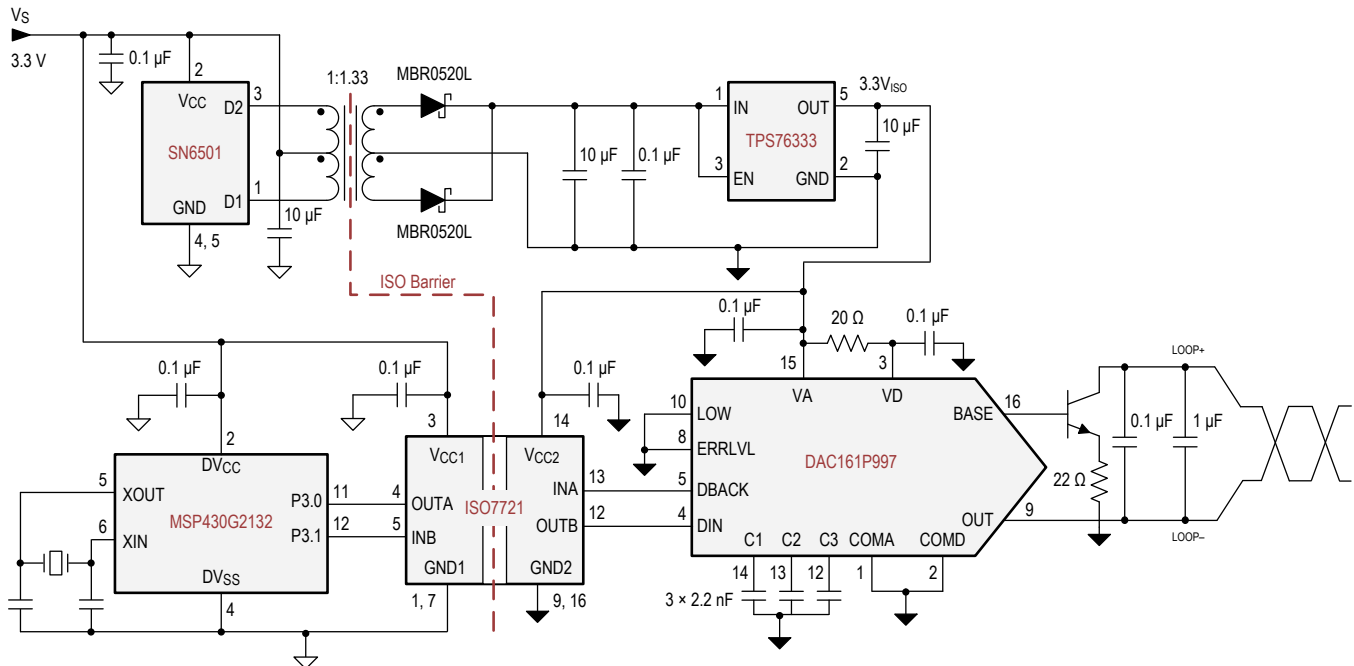 VS
3.3 V
0.1 µF
2
VCC
D2
3
SN6501
D1
1
GND
4, 5
10 µF
1:1.33
MBR0520L
MBR0520L
10 µF
0.1 µF
1
IN
OUT
5
TPS76333
3
EN
GND
2
3.3VISO
10 µF
ISO Barrier
0.1 µF
2
DVCC
5
XOUT
P3.0
11
MSP430G2132
6
XIN
P3.1
12
DVSS
4
0.1 µF
3
VCC1
4
OUTA
5
INB
GND1
1, 7
ISO7721
14
0.1 µF
VCC2
INA
13
OUTB
12
GND2
9, 16
0.1 µF
20 Ω
0.1 µF
15
3
VA
VD
10
LOW
8
ERRLVL
5
DBACK
4
DIN
DAC161P997
BASE
16
OUT
9
C1
C2
C3
COMA
COMD
14
13
12
1
2
3 × 2.2 nF
22 Ω
0.1 µF
1 µF
LOOP+
LOOP–